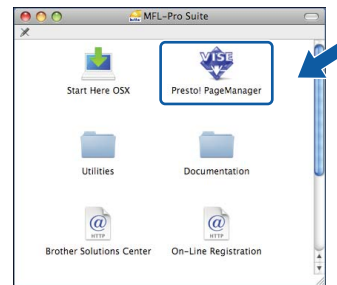 MFL-Pro Suite
VISE
Start Here OSX
Presto! PageManager
Utilities
Documentation
@
HTTP
@
HTTP
Brother Solutions Center
On-Line Registration